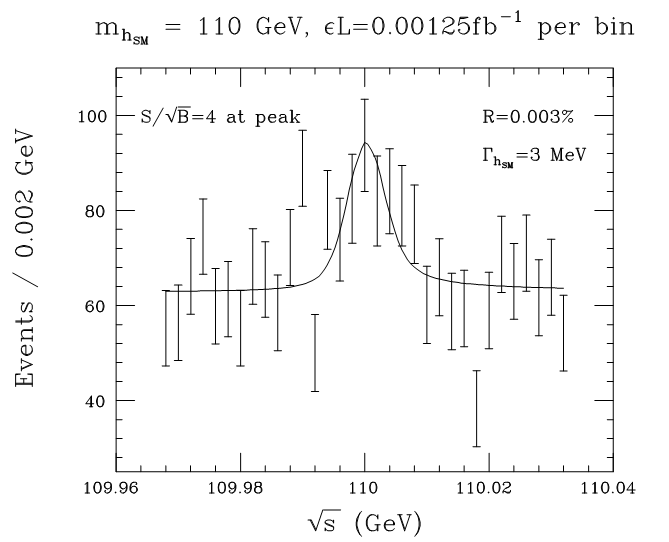 m_{h_{SM}} = 110 GeV, ϵL=0.00125fb⁻¹ per bin
S/√B=4 at peak
R=0.003%
Γ_{h_{SM}}=3 MeV
Events / 0.002 GeV
100
80
60
40
109.96 109.98 110 110.02 110.04
√s (GeV)